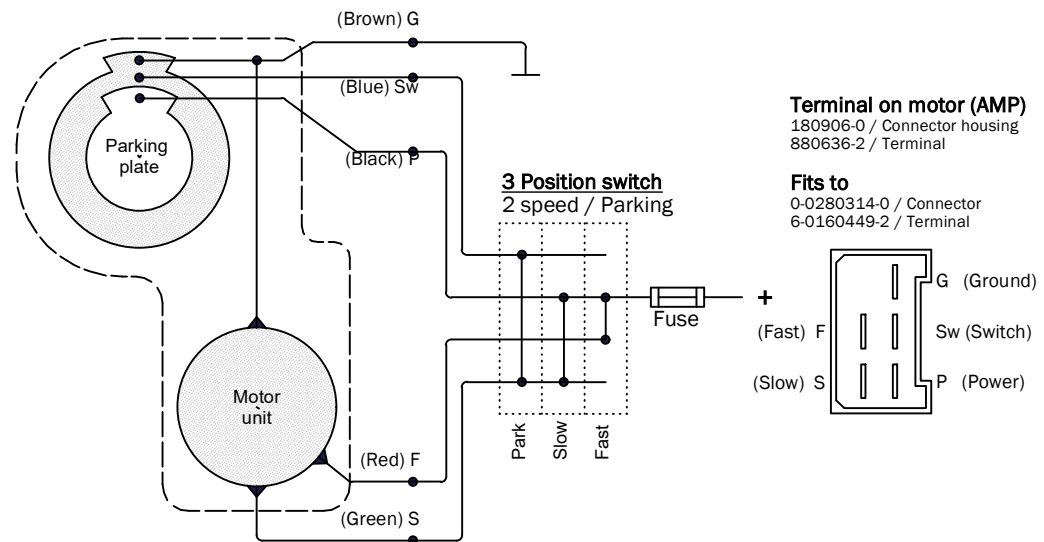 (Brown) G
(Blue) Sw
(Black) P
Parking
plate
3 Position switch
2 speed / Parking
Terminal on motor (AMP)
180906-0 / Connector housing
880636-2 / Terminal
Fits to
0-0280314-0 / Connector
6-0160449-2 / Terminal
Fuse
+
G (Ground)
(Fast) F
Sw (Switch)
(Slow) S
P (Power)
Motor
unit
Park
Slow
Fast
(Red) F
(Green) S